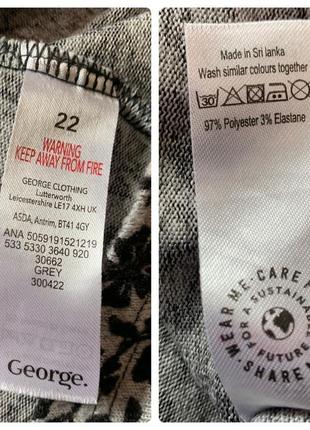 22
WARNING
KEEP AWAY FROM FIRE
GEORGE CLOTHING
Lutterworth
Leicestershire LE17 4XH UK
ASDA, Antrim, BT41 4GY
ANA 5059191521219
533 5330 3640 920
30662
GREY
300422
George.
Made in Sri lanka
Wash similar colours together
30
97% Polyester 3% Elastane
WEAR ME: CARE
FOR A SUSTAINABLE
FUTURE
SHARE